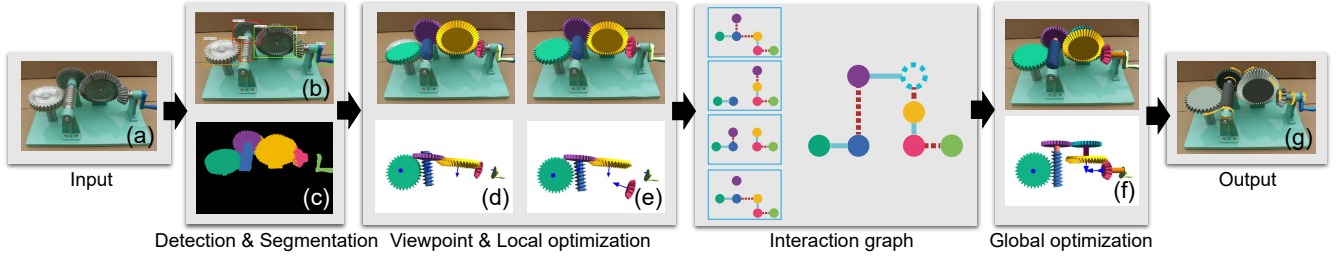 (a)
Input
(b)
(c)
Detection & Segmentation
(d)
(e)
Viewpoint & Local optimization
Interaction graph
(f)
Global optimization
(g)
Output